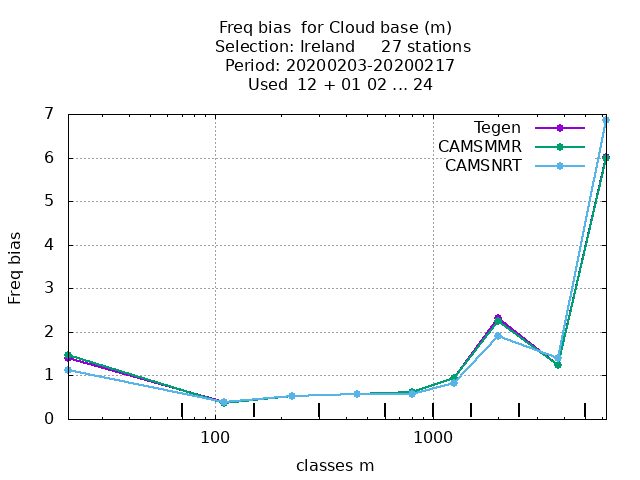 Freq bias  for Cloud base (m)
Selection: Ireland     27 stations
Period: 20200203-20200217
Used  12 + 01 02 ... 24
Tegen
CAMSMMR
CAMSNRT
7
6
5
4
3
2
1
0
Freq bias
100
1000
classes m